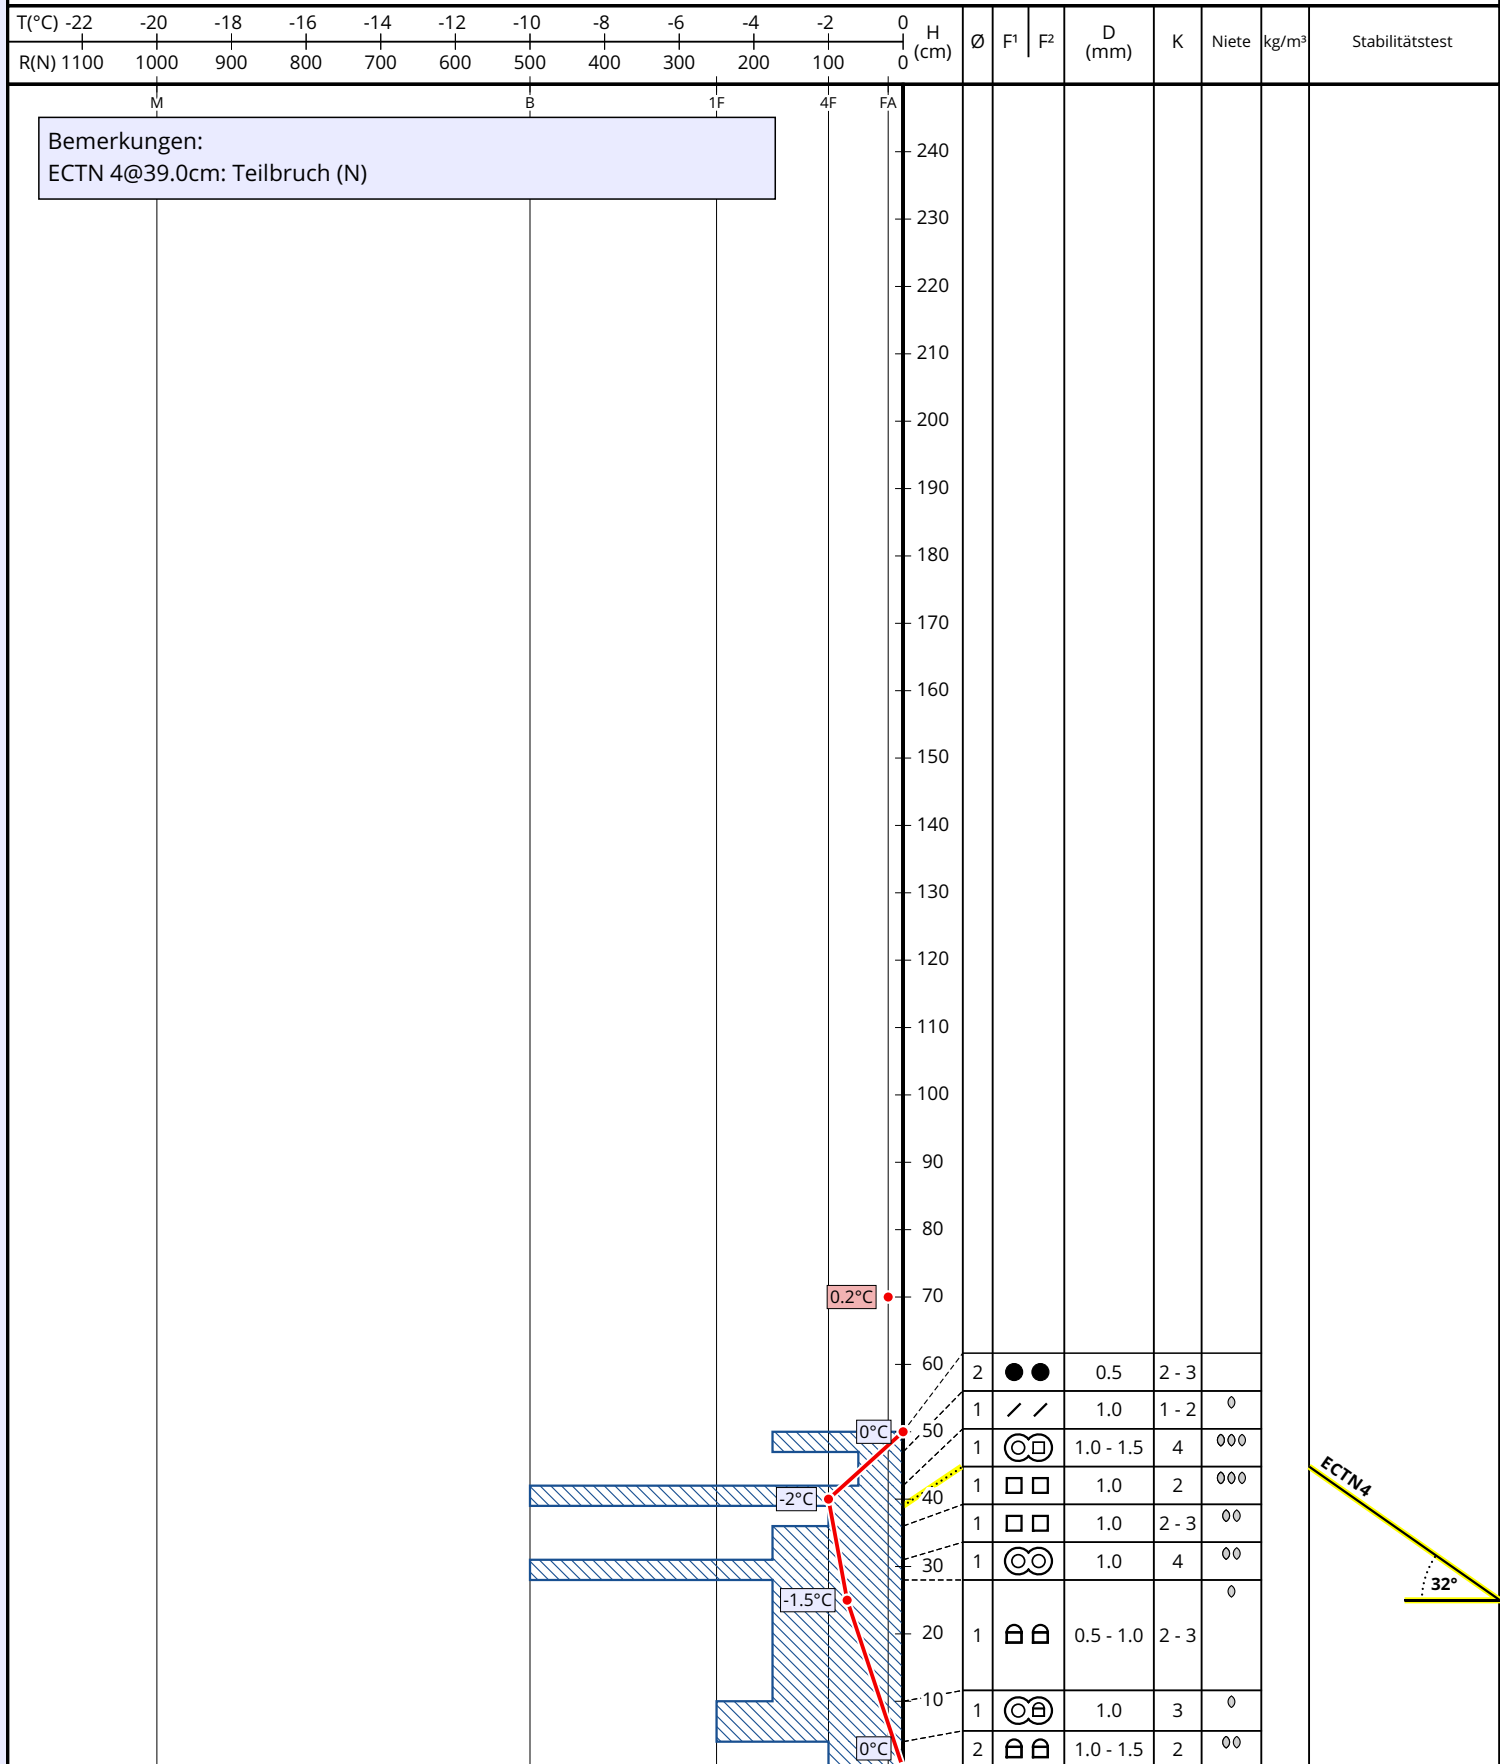 T(°C) -22 -20 -18 -16 -14 -12 -10 -8 -6 -4 -2 0
R(N) 1100 1000 900 800 700 600 500 400 300 200 100 0
H (cm) Ø F¹ F² D (mm) K Niete kg/m³ Stabilitätstest
M B 1F 4F FA
Bemerkungen:
ECTN 4@39.0cm: Teilbruch (N)
240
230
220
210
200
190
180
170
160
150
140
130
120
110
100
90
80
0.2°C 70
60
2 0.5 2 - 3
1 1.0 1 - 2
0°C 50
1 1.0 - 1.5 4
1 1.0 2
ECTN4
-2°C 40
1 1.0 2 - 3
1 1.0 4
30
32°
-1.5°C
20
1 0.5 - 1.0 2 - 3
10
1 1.0 3
0°C
2 1.0 - 1.5 2